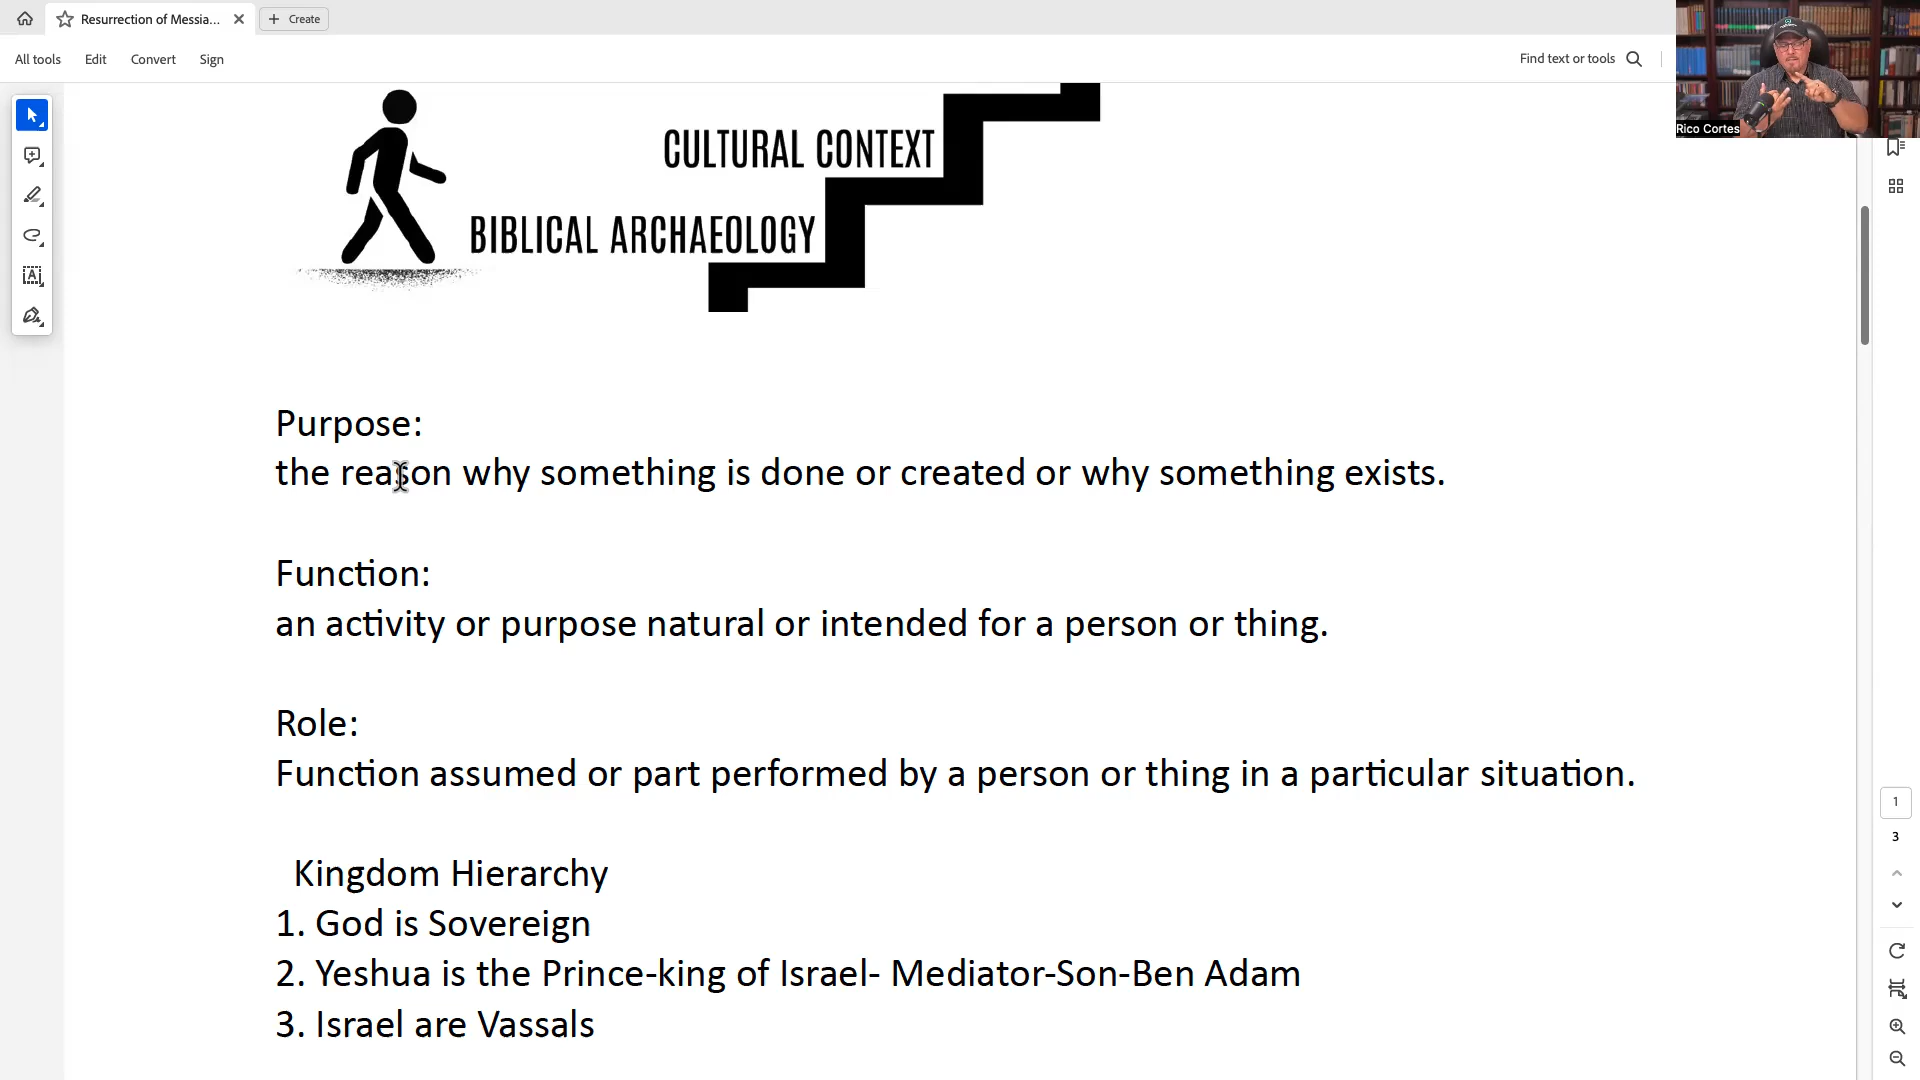 Resurrection of Messia...
Create
All tools
Edit
Convert
Sign
Find text or tools
Rico Cortes
CULTURAL CONTEXT
BIBLICAL ARCHAEOLOGY
Purpose:
the reason why something is done or created or why something exists.
Function:
an activity or purpose natural or intended for a person or thing.
Role:
Function assumed or part performed by a person or thing in a particular situation.
Kingdom Hierarchy
1. God is Sovereign
2. Yeshua is the Prince-king of Israel- Mediator-Son-Ben Adam
3. Israel are Vassals
1
3